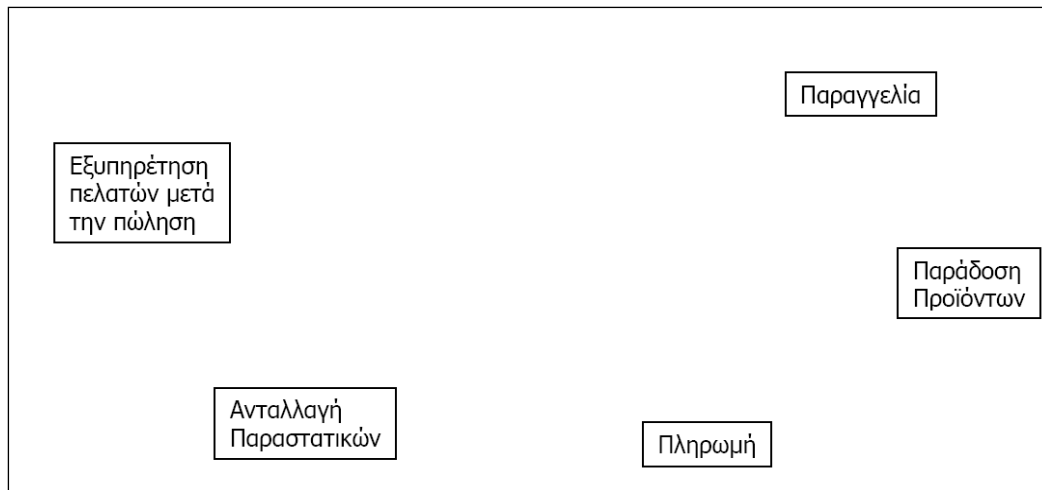 Παραγγελία
Εξυπηρέτηση
πελατών μετά
την πώληση
Παράδοση
Προϊόντων
Ανταλλαγή
Παραστατικών
Πληρωμή